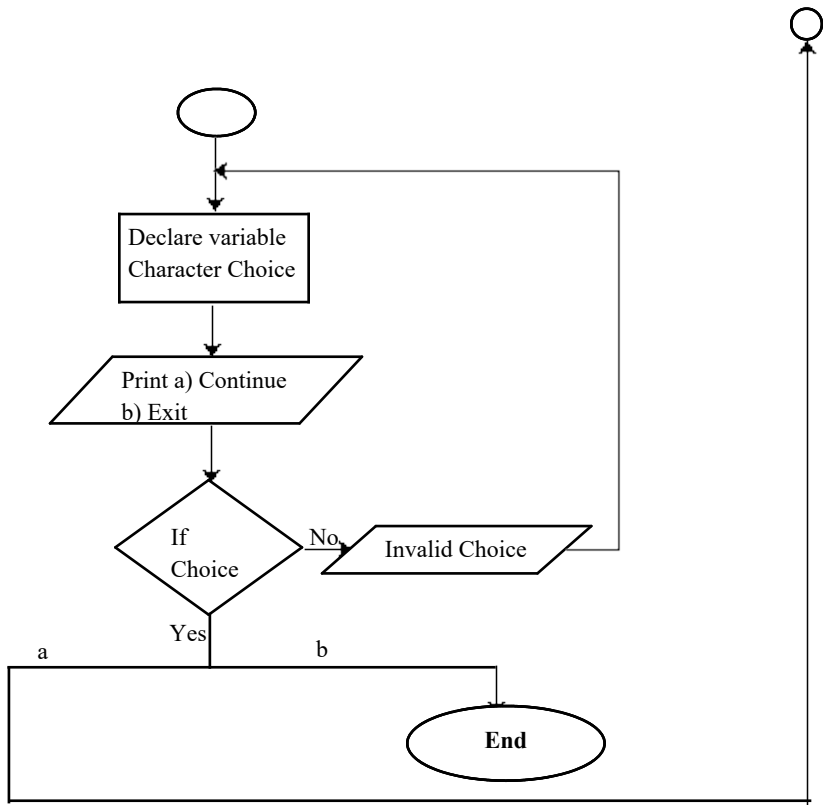 Declare variable
Character Choice
Print a) Continue
b) Exit
If
Choice
No
Invalid Choice
Yes
a
b
End